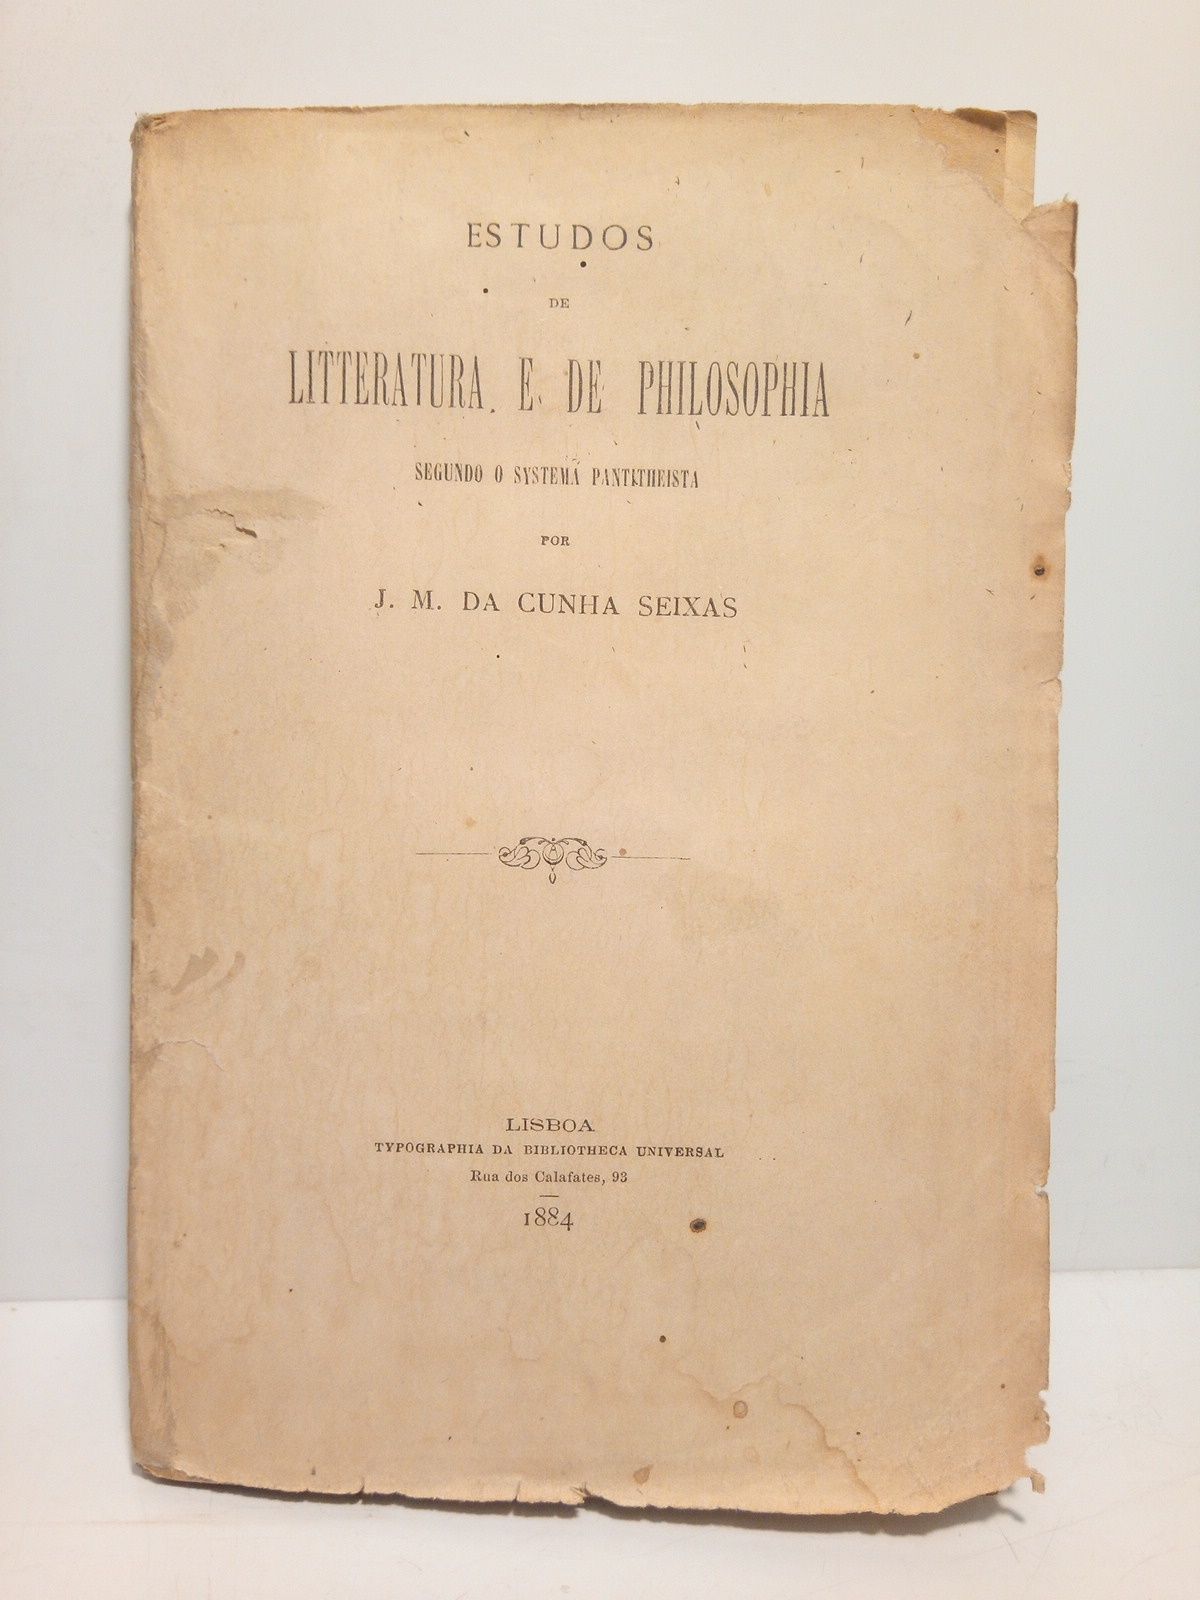 ESTUDOS
DE
LITTERATURA E DE PHILOSOPHIA
SEGUNDO O SYSTEMA PANTITHEISTA
POR
J. M. DA CUNHA SEIXAS
LISBOA
TYPOGRAPHIA DA BIBLIOTHECA UNIVERSAL
Rua dos Calafates, 93
1884